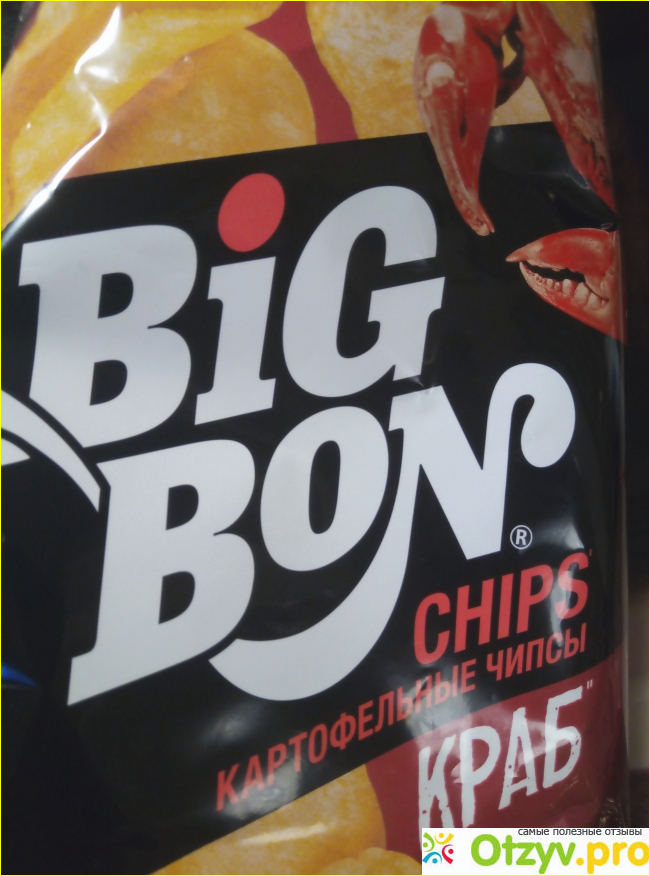 BiG
BON®
CHIPS*
КАРТОФЕЛЬНЫЕ ЧИПСЫ
КРАБ**
самые полезные отзывы
Otzyv.pro